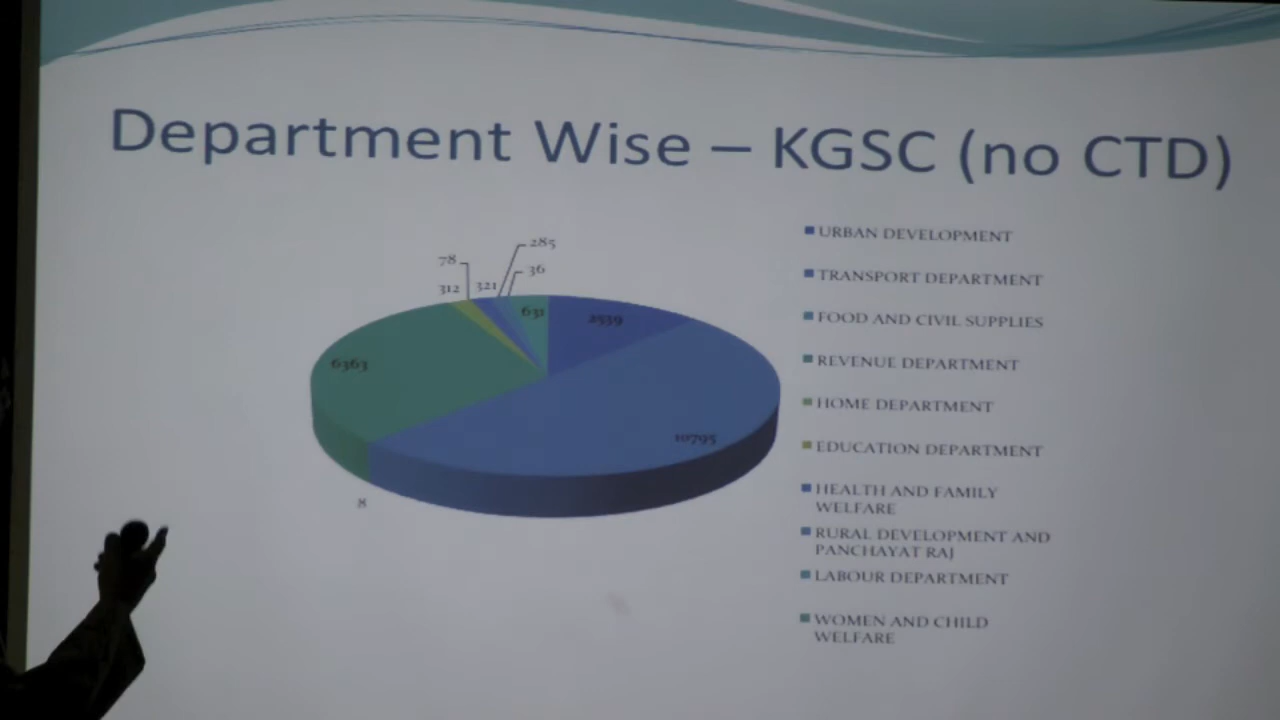 Department Wise – KGSC (no CTD)
285
78
36
312
321
631
2539
6363
10795
8
URBAN DEVELOPMENT
TRANSPORT DEPARTMENT
FOOD AND CIVIL SUPPLIES
REVENUE DEPARTMENT
HOME DEPARTMENT
EDUCATION DEPARTMENT
HEALTH AND FAMILY
WELFARE
RURAL DEVELOPMENT AND
PANCHAYAT RAJ
LABOUR DEPARTMENT
WOMEN AND CHILD
WELFARE